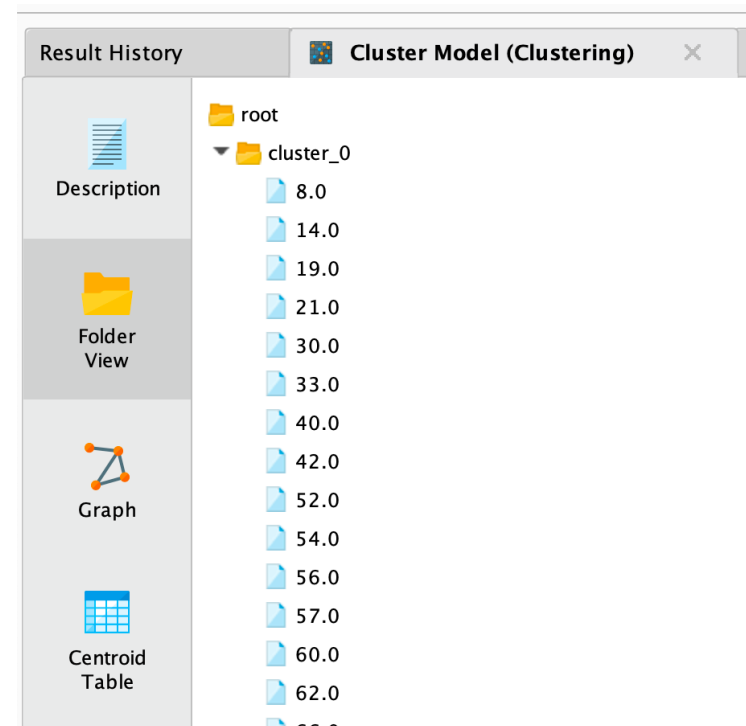 Result History
Cluster Model (Clustering)
Description
Folder
View
Graph
Centroid
Table
root
cluster_0
8.0
14.0
19.0
21.0
30.0
33.0
40.0
42.0
52.0
54.0
56.0
57.0
60.0
62.0